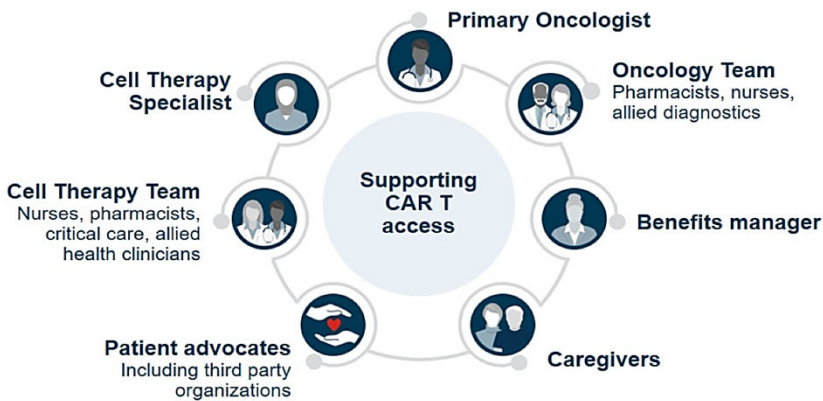 Primary Oncologist
Oncology Team
Pharmacists, nurses,
allied diagnostics
Benefits manager
Caregivers
Patient advocates
Including third party
organizations
Cell Therapy Team
Nurses, pharmacists,
critical care, allied
health clinicians
Cell Therapy
Specialist
Supporting
CAR T
access